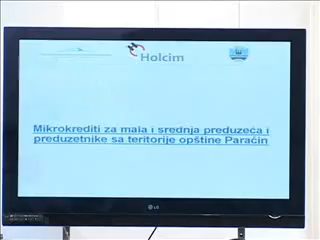 Holcim
Mikrokrediti za mala i srednja preduzeća i
preduzetnike sa teritorije opštine Paraćin
LG